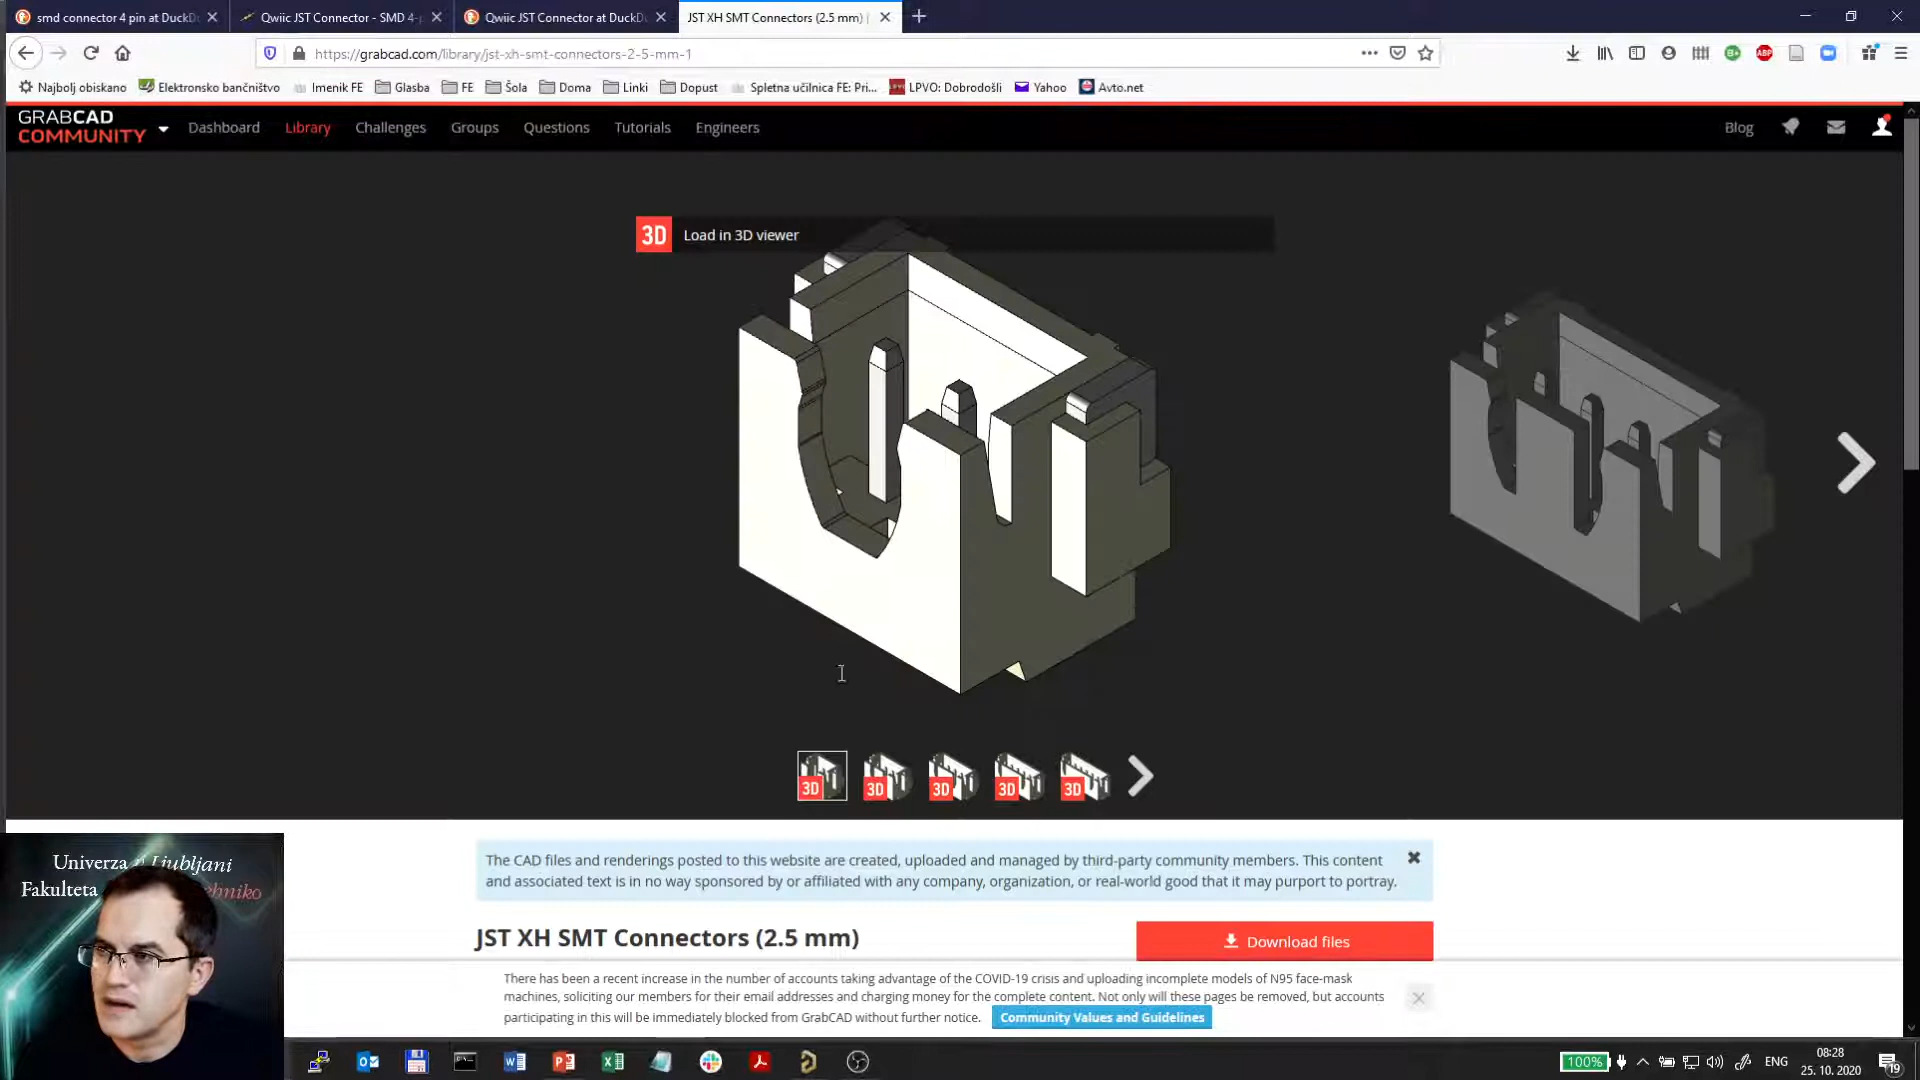 smd connector 4 pin at DuckD
Qwiic JST Connector - SMD 4-
Qwiic JST Connector at DuckD
JST XH SMT Connectors (2.5 mm) |
https://grabcad.com/library/jst-xh-smt-connectors-2-5-mm-1
Najbolj obiskano
Elektronsko bančništvo
Imenik FE
Glasba
FE
Šola
Doma
Linki
Dopust
Spletna učilnica FE: Pri...
LPVO: Dobrodošli
Yahoo
Avto.net
GRABCAD
COMMUNITY
Dashboard
Library
Challenges
Groups
Questions
Tutorials
Engineers
Blog
3D Load in 3D viewer
3D
3D
3D
3D
3D
The CAD files and renderings posted to this website are created, uploaded and managed by third-party community members. This content
and associated text is in no way sponsored by or affiliated with any company, organization, or real-world good that it may purport to portray.
JST XH SMT Connectors (2.5 mm)
Download files
There has been a recent increase in the number of accounts taking advantage of the COVID-19 crisis and uploading incomplete models of N95 face-mask
machines, soliciting our members for their email addresses and charging money for the complete content. Not only will these pages be removed, but accounts
participating in this will be immediately blocked from GrabCAD without further notice.
Community Values and Guidelines
Univerza v Ljubljani
Fakulteta
100%
ENG
08:28
25. 10. 2020
19